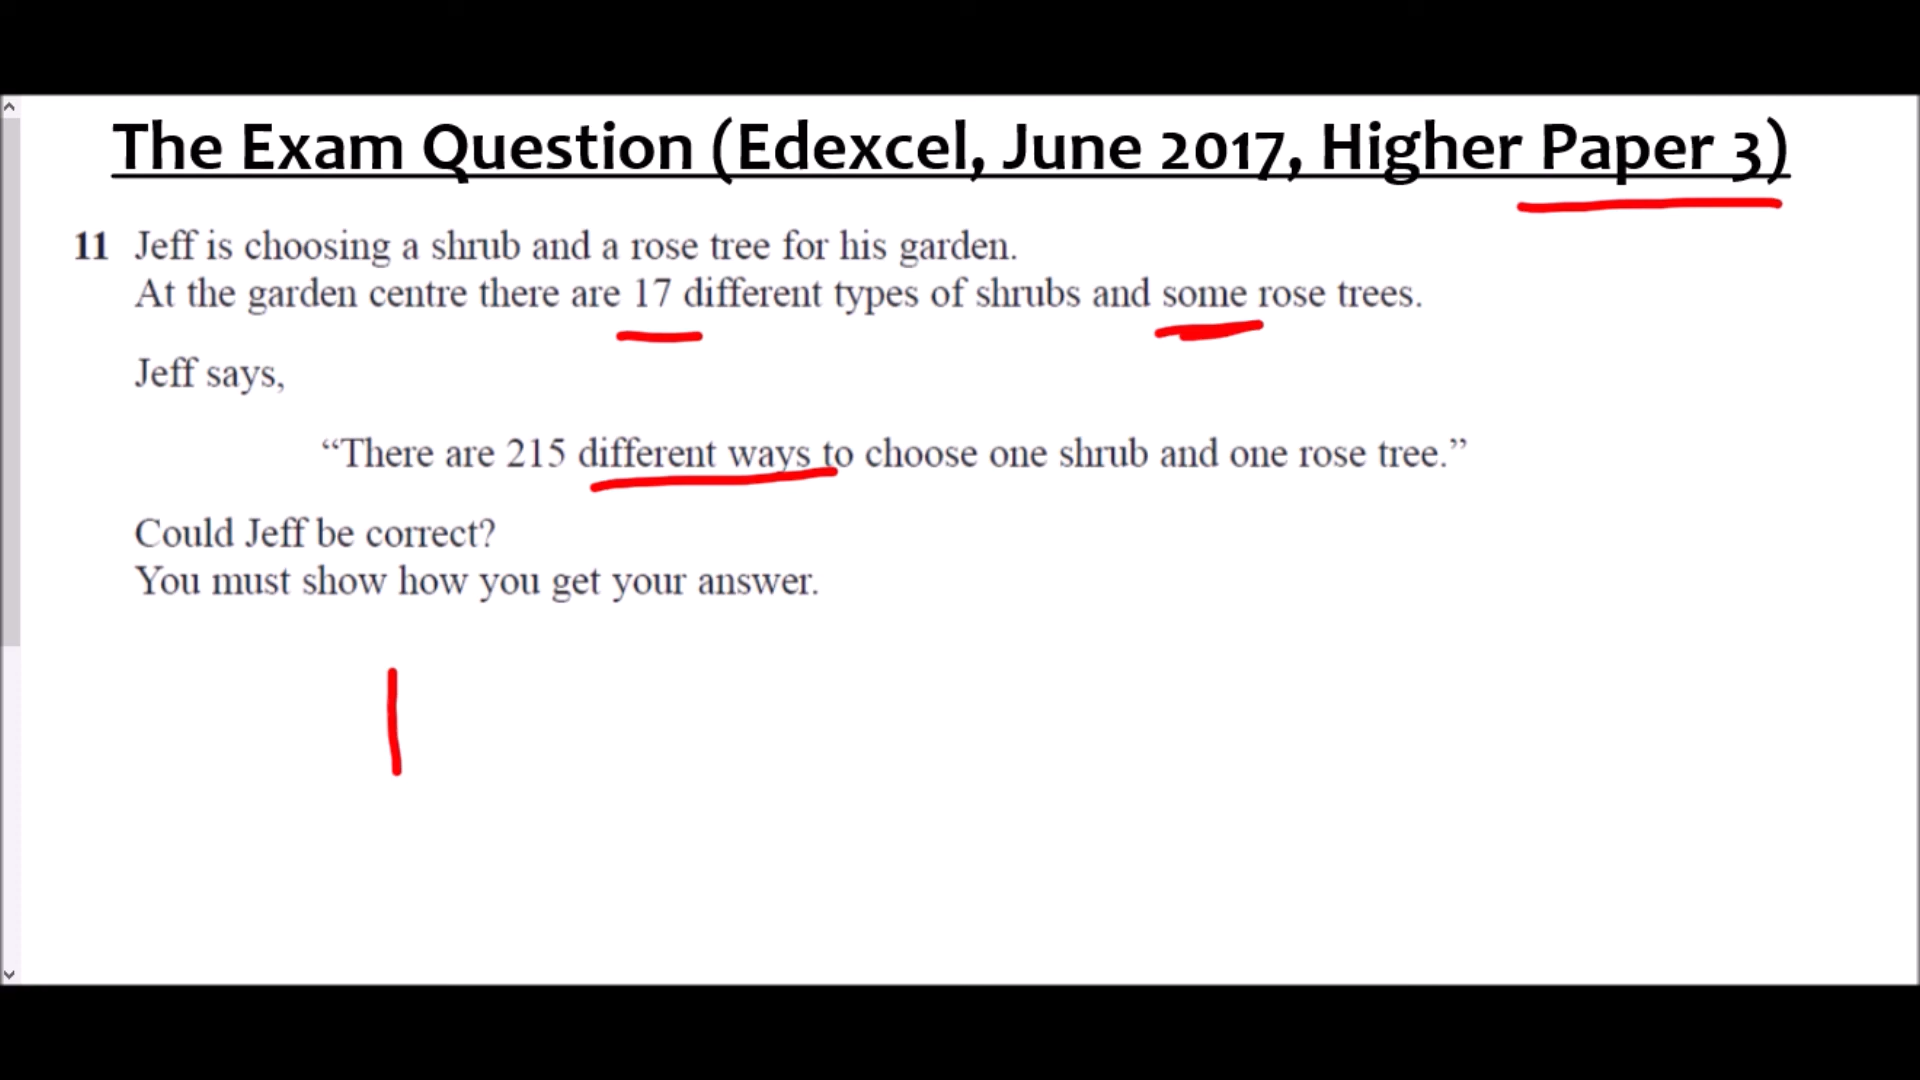 The Exam Question (Edexcel, June 2017, Higher Paper 3)
11 Jeff is choosing a shrub and a rose tree for his garden.
At the garden centre there are 17 different types of shrubs and some rose trees.
Jeff says,
“There are 215 different ways to choose one shrub and one rose tree.”
Could Jeff be correct?
You must show how you get your answer.